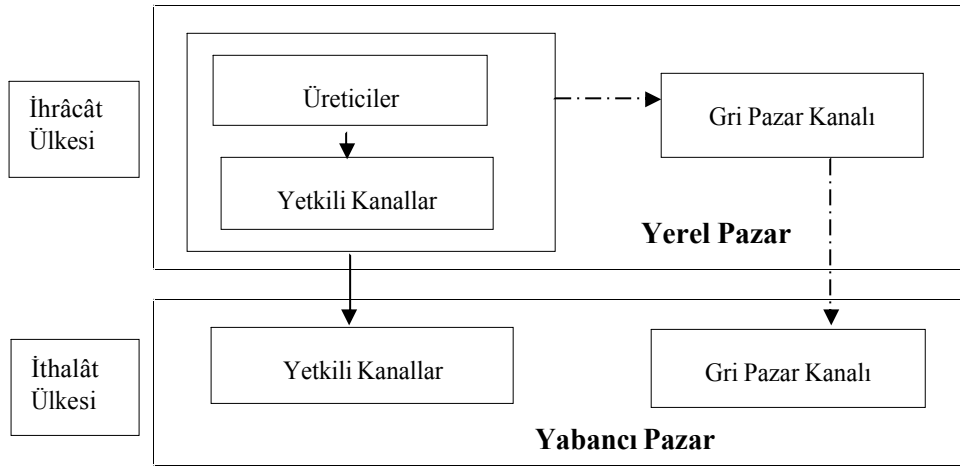 Üreticiler
İhrâcât
Ülkesi
Gri Pazar Kanalı
Yetkili Kanallar
Yerel Pazar
İthalât
Ülkesi
Yetkili Kanallar
Gri Pazar Kanalı
Yabancı Pazar